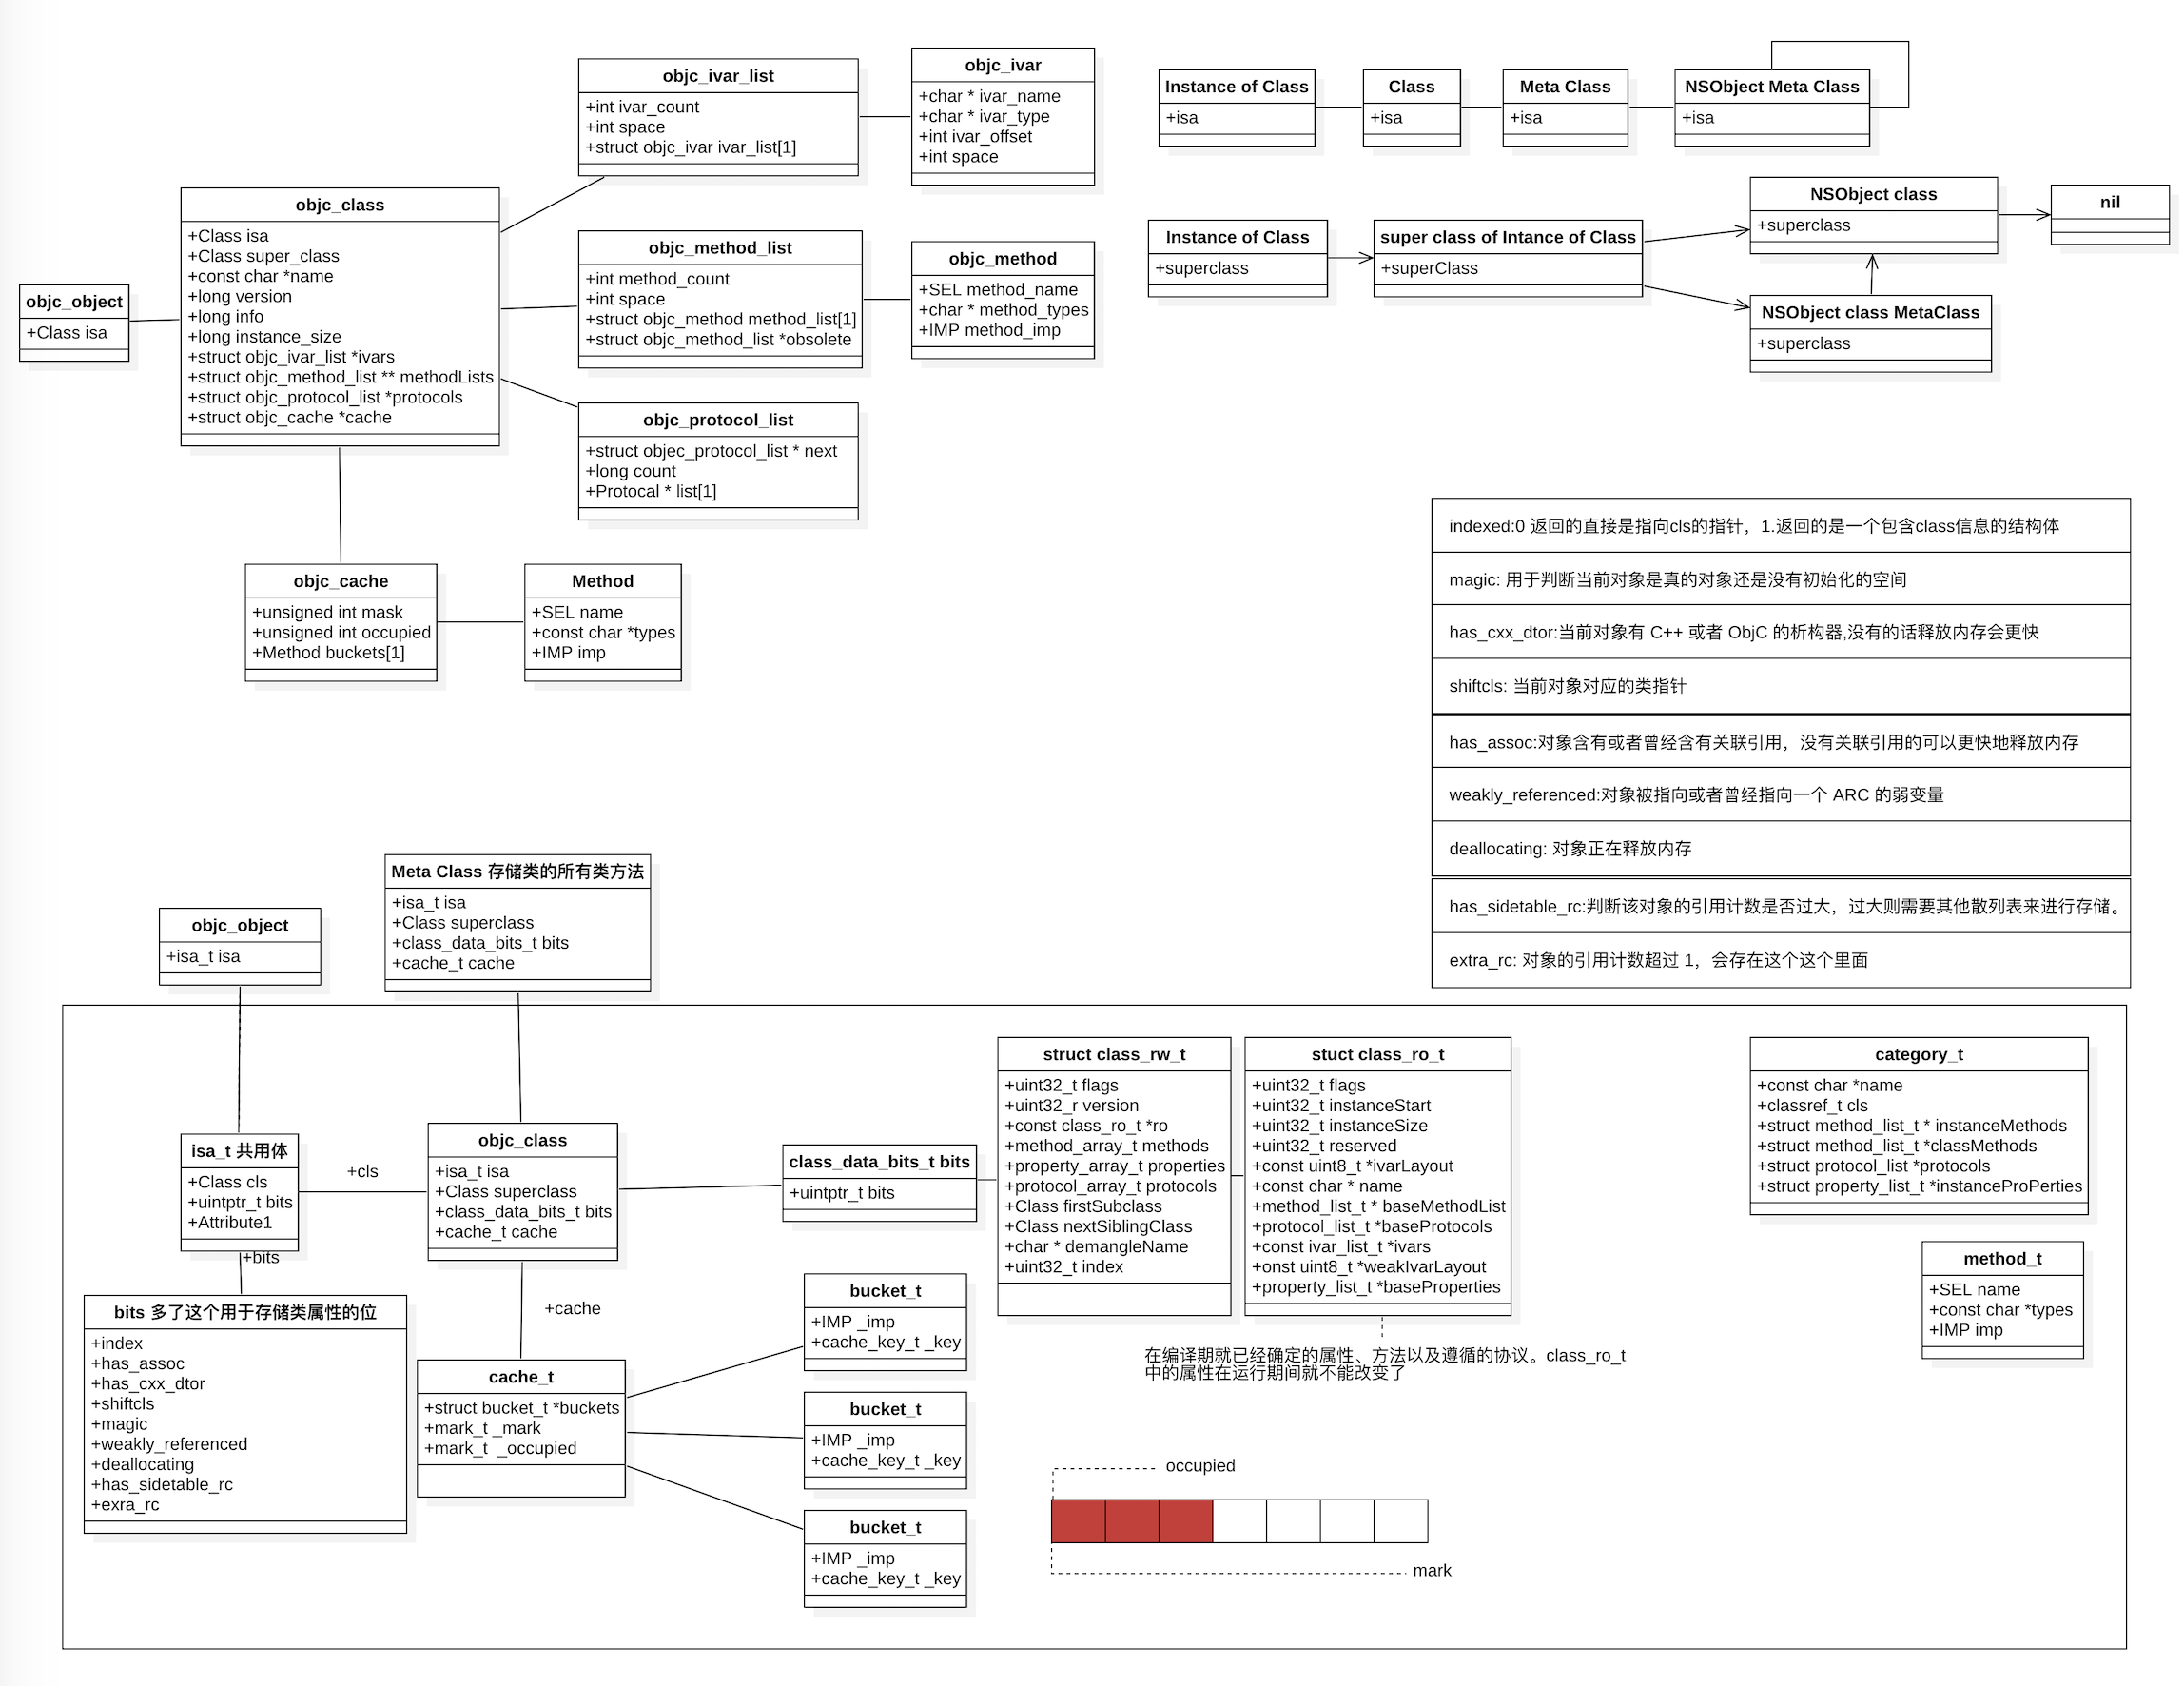 objc_ivar_list
+int ivar_count
+int space
+struct objc_ivar ivar_list[1]
objc_ivar
+char * ivar_name
+char * ivar_type
+int ivar_offset
+int space
Instance of Class
+isa
Class
+isa
Meta Class
+isa
NSObject Meta Class
+isa
objc_object
+Class isa
objc_class
+Class isa
+Class super_class
+const char *name
+long version
+long info
+long instance_size
+struct objc_ivar_list *ivars
+struct objc_method_list ** methodLists
+struct objc_protocol_list *protocols
+struct objc_cache *cache
objc_method_list
+int method_count
+int space
+struct objc_method method_list[1]
+struct objc_method_list *obsolete
objc_method
+SEL method_name
+char * method_types
+IMP method_imp
Instance of Class
+superclass
super class of Intance of Class
+superClass
NSObject class
+superclass
nil
NSObject class MetaClass
+superclass
objc_protocol_list
+struct objec_protocol_list * next
+long count
+Protocal * list[1]
objc_cache
+unsigned int mask
+unsigned int occupied
+Method buckets[1]
Method
+SEL name
+const char *types
+IMP imp
indexed:0 返回的直接是指向cls的指针，1.返回的是一个包含class信息的结构体
magic: 用于判断当前对象是真的对象还是没有初始化的空间
has_cxx_dtor:当前对象有 C++ 或者 ObjC 的析构器,没有的话释放内存会更快
shiftcls: 当前对象对应的类指针
has_assoc:对象含有或者曾经含有关联引用，没有关联引用的可以更快地释放内存
weakly_referenced:对象被指向或者曾经指向一个 ARC 的弱变量
deallocating: 对象正在释放内存
has_sidetable_rc:判断该对象的引用计数是否过大，过大则需要其他散列表来进行存储。
extra_rc: 对象的引用计数超过 1，会存在这个这个里面
objc_object
+isa_t isa
Meta Class 存储类的所有类方法
+isa_t isa
+Class superclass
+class_data_bits_t bits
+cache_t cache
isa_t 共用体
+Class cls
+uintptr_t bits
+Attribute1
+cls
+bits
objc_class
+isa_t isa
+Class superclass
+class_data_bits_t bits
+cache_t cache
class_data_bits_t bits
+uintptr_t bits
struct class_rw_t
+uint32_t flags
+uint32_r version
+const class_ro_t *ro
+method_array_t methods
+property_array_t properties
+protocol_array_t protocols
+Class firstSubclass
+Class nextSiblingClass
+char * demangleName
+uint32_t index
stuct class_ro_t
+uint32_t flags
+uint32_t instanceStart
+uint32_t instanceSize
+uint32_t reserved
+const uint8_t *ivarLayout
+const char * name
+method_list_t * baseMethodList
+protocol_list_t *baseProtocols
+const ivar_list_t *ivars
+onst uint8_t *weakIvarLayout
+property_list_t *baseProperties
category_t
+const char *name
+classref_t cls
+struct method_list_t * instanceMethods
+struct method_list_t *classMethods
+struct protocol_list *protocols
+struct property_list_t *instanceProPerties
method_t
+SEL name
+const char *types
+IMP imp
bits 多了这个用于存储类属性的位
+index
+has_assoc
+has_cxx_dtor
+shiftcls
+magic
+weakly_referenced
+deallocating
+has_sidetable_rc
+exra_rc
+cache
cache_t
+struct bucket_t *buckets
+mark_t _mark
+mark_t  _occupied
bucket_t
+IMP _imp
+cache_key_t _key
bucket_t
+IMP _imp
+cache_key_t _key
bucket_t
+IMP _imp
+cache_key_t _key
在编译期就已经确定的属性、方法以及遵循的协议。class_ro_t
中的属性在运行期间就不能改变了
occupied
mark